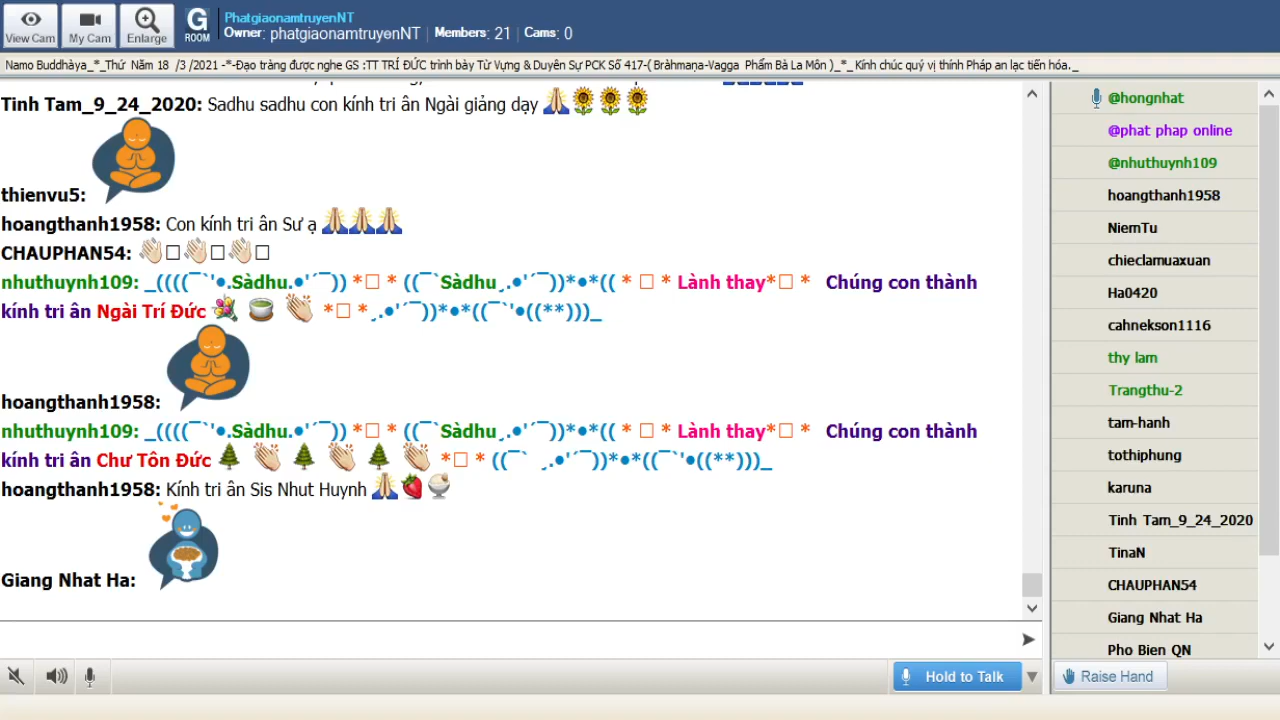 View Cam
My Cam
Enlarge
G
ROOM
PhatgiaonamtruyenNT
Owner: phatgiaonamtruyenNT | Members: 21 | Cams: 0
Namo Buddhàya_*_Thứ Năm 18 /3 /2021 -*-Đạo tràng được nghe GS :TT TRÍ ĐỨC trình bày Từ Vựng & Duyên Sự PCK Số 417-( Bràhmaṇa-Vagga Phẩm Bà La Môn )_*_ Kính chúc quý vị thính Pháp an lạc tiến hóa._
Tinh Tam_9_24_2020: Sadhu sadhu con kính tri ân Ngài giảng dạy 🙏🌻🌻🌻
thienvu5:
hoangthanh1958: Con kính tri ân Sư ạ 🙏🙏🙏
CHAUPHAN54: 👏□👏□👏□
nhuthuynh109: _((((¯`'•.Sàdhu.•'´¯)) *□ * ((¯`Sàdhu¸.•'´¯))*•*(( * □ * Lành thay*□ * Chúng con thành
kính tri ân Ngài Trí Đức 💐 🍵 👏 *□ *¸.•'´¯))*•*((¯`'•((**)))_
hoangthanh1958:
nhuthuynh109: _((((¯`'•.Sàdhu.•'´¯)) *□ * ((¯`Sàdhu¸.•'´¯))*•*(( * □ * Lành thay*□ * Chúng con thành
kính tri ân Chư Tôn Đức 🌲 👏 🌲 👏 🌲 👏 *□ * ((¯` ¸.•'´¯))*•*((¯`'•((**)))_
hoangthanh1958: Kính tri ân Sis Nhut Huynh 🙏🍓🍨
Giang Nhat Ha:
@hongnhat
@phat phap online
@nhuthuynh109
hoangthanh1958
NiemTu
chieclamuaxuan
Ha0420
cahnekson1116
thy lam
Trangthu-2
tam-hanh
tothiphung
karuna
Tinh Tam_9_24_2020
TinaN
CHAUPHAN54
Giang Nhat Ha
Pho Bien QN
Hold to Talk
Raise Hand